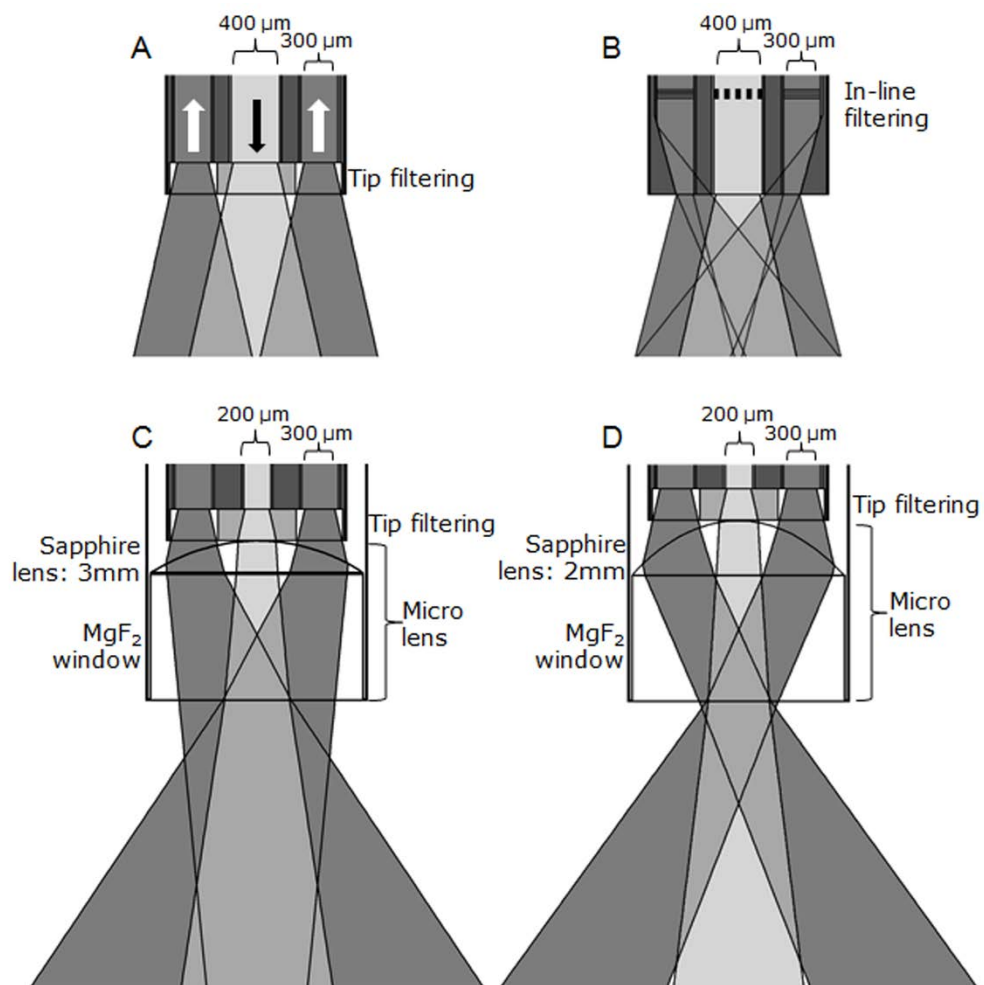 A
400 µm
300 µm
Tip filtering
B
400 µm
300 µm
In-line
filtering
C
200 µm
300 µm
Tip filtering
Sapphire
lens: 3mm
MgF₂
window
Micro
lens
D
200 µm
300 µm
Tip filtering
Sapphire
lens: 2mm
MgF₂
window
Micro
lens